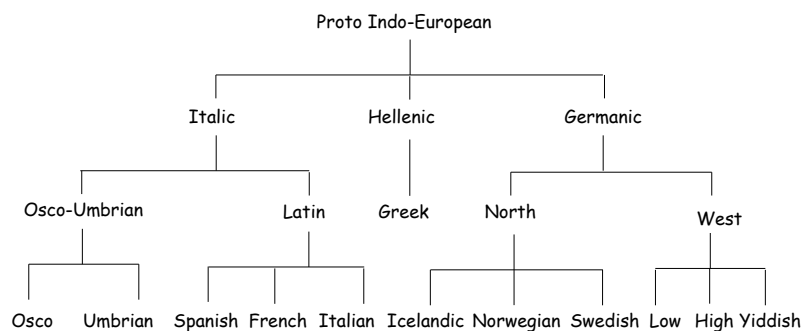 Proto Indo-European
Italic Hellenic Germanic
Osco-Umbrian Latin Greek North West
Osco Umbrian Spanish French Italian Icelandic Norwegian Swedish Low High Yiddish